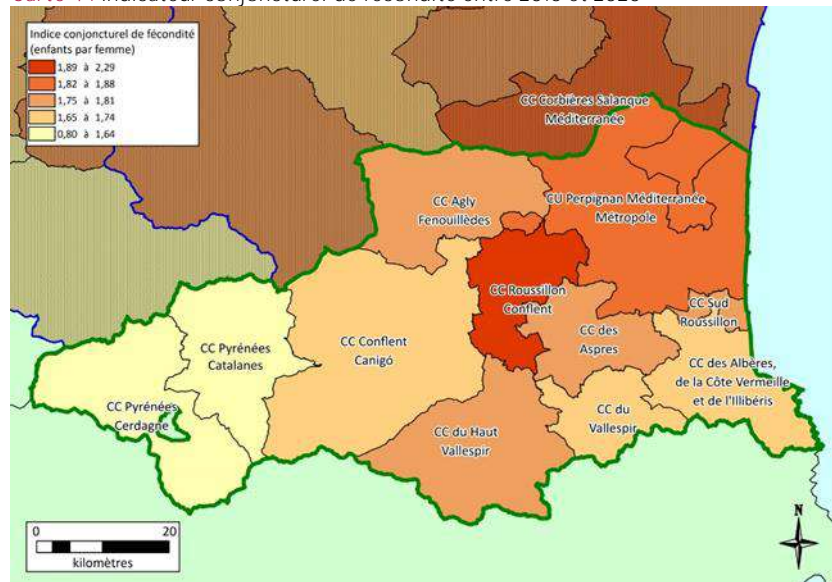 Indice conjoncturel de fécondité
(enfants par femme)
1,89 à 2,29
1,82 à 1,88
1,75 à 1,81
1,65 à 1,74
0,80 à 1,64
CC Corbières Salanque
Méditerranée
CC Agly
Fenouillèdes
CU Perpignan Méditerranée
Métropole
CC Roussillon
Conflent
CC Sud
Roussillon
CC des
Aspres
CC Pyrénées
Catalanes
CC Conflent
Canigó
CC des Albères,
de la Côte Vermeille
et de l'Illibéris
CC Pyrénées
Cerdagne
CC du
Vallespir
CC du Haut
Vallespir
0 20
kilomètres
N